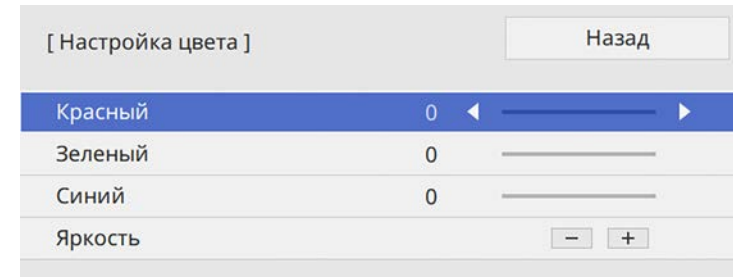 [ Настройка цвета ] Назад
Красный 0
Зеленый 0
Синий 0
Яркость − +